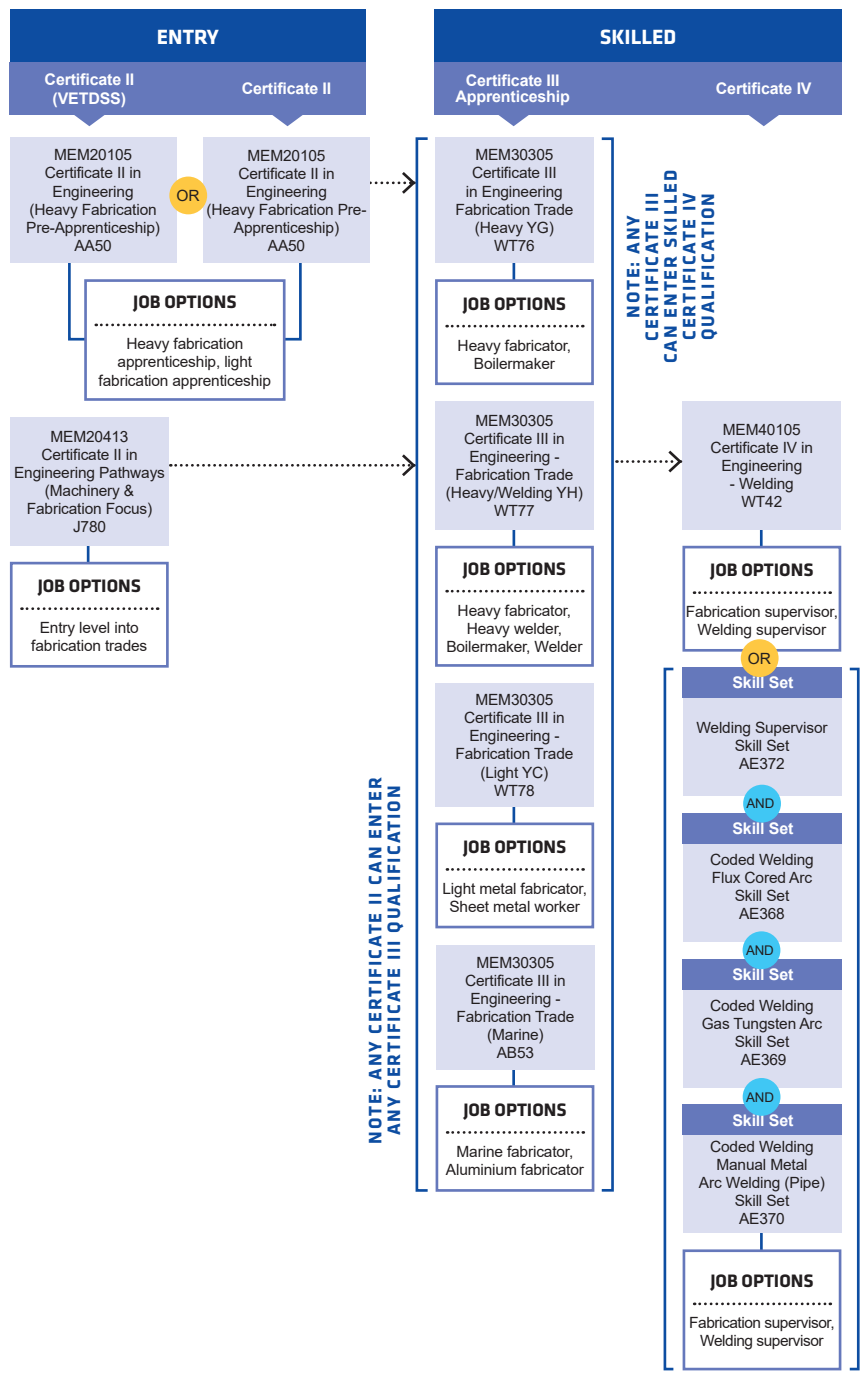 ENTRY
Certificate II
(VETDSS)
Certificate II
MEM20105
Certificate II in
Engineering
(Heavy Fabrication
Pre-Apprenticeship)
AA50
OR
MEM20105
Certificate II in
Engineering
(Heavy Fabrication Pre-
Apprenticeship)
AA50
JOB OPTIONS
Heavy fabrication
apprenticeship, light
fabrication apprenticeship
MEM20413
Certificate II in
Engineering Pathways
(Machinery &
Fabrication Focus)
J780
JOB OPTIONS
Entry level into
fabrication trades
NOTE: ANY CERTIFICATE II CAN ENTER
ANY CERTIFICATE III QUALIFICATION
SKILLED
Certificate III
Apprenticeship
Certificate IV
MEM30305
Certificate III
in Engineering
Fabrication Trade
(Heavy YG)
WT76
JOB OPTIONS
Heavy fabricator,
Boilermaker
MEM30305
Certificate III in
Engineering -
Fabrication Trade
(Heavy/Welding YH)
WT77
JOB OPTIONS
Heavy fabricator,
Heavy welder,
Boilermaker, Welder
MEM30305
Certificate III in
Engineering -
Fabrication Trade
(Light YC)
WT78
JOB OPTIONS
Light metal fabricator,
Sheet metal worker
MEM30305
Certificate III in
Engineering -
Fabrication Trade
(Marine)
AB53
JOB OPTIONS
Marine fabricator,
Aluminium fabricator
NOTE: ANY
CERTIFICATE III
CAN ENTER SKILLED
CERTIFICATE IV
QUALIFICATION
MEM40105
Certificate IV in
Engineering
- Welding
WT42
JOB OPTIONS
Fabrication supervisor,
Welding supervisor
OR
Skill Set
Welding Supervisor
Skill Set
AE372
AND
Skill Set
Coded Welding
Flux Cored Arc
Skill Set
AE368
AND
Skill Set
Coded Welding
Gas Tungsten Arc
Skill Set
AE369
AND
Skill Set
Coded Welding
Manual Metal
Arc Welding (Pipe)
Skill Set
AE370
JOB OPTIONS
Fabrication supervisor,
Welding supervisor